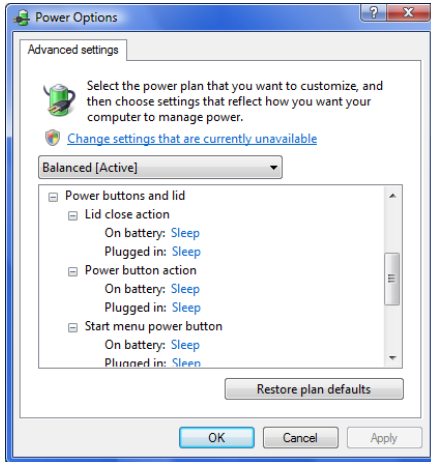 Power Options
Advanced settings
Select the power plan that you want to customize, and
then choose settings that reflect how you want your
computer to manage power.
Change settings that are currently unavailable
Balanced [Active]
Power buttons and lid
Lid close action
On battery: Sleep
Plugged in: Sleep
Power button action
On battery: Sleep
Plugged in: Sleep
Start menu power button
On battery: Sleep
Plugged in: Sleep
Restore plan defaults
OK
Cancel
Apply